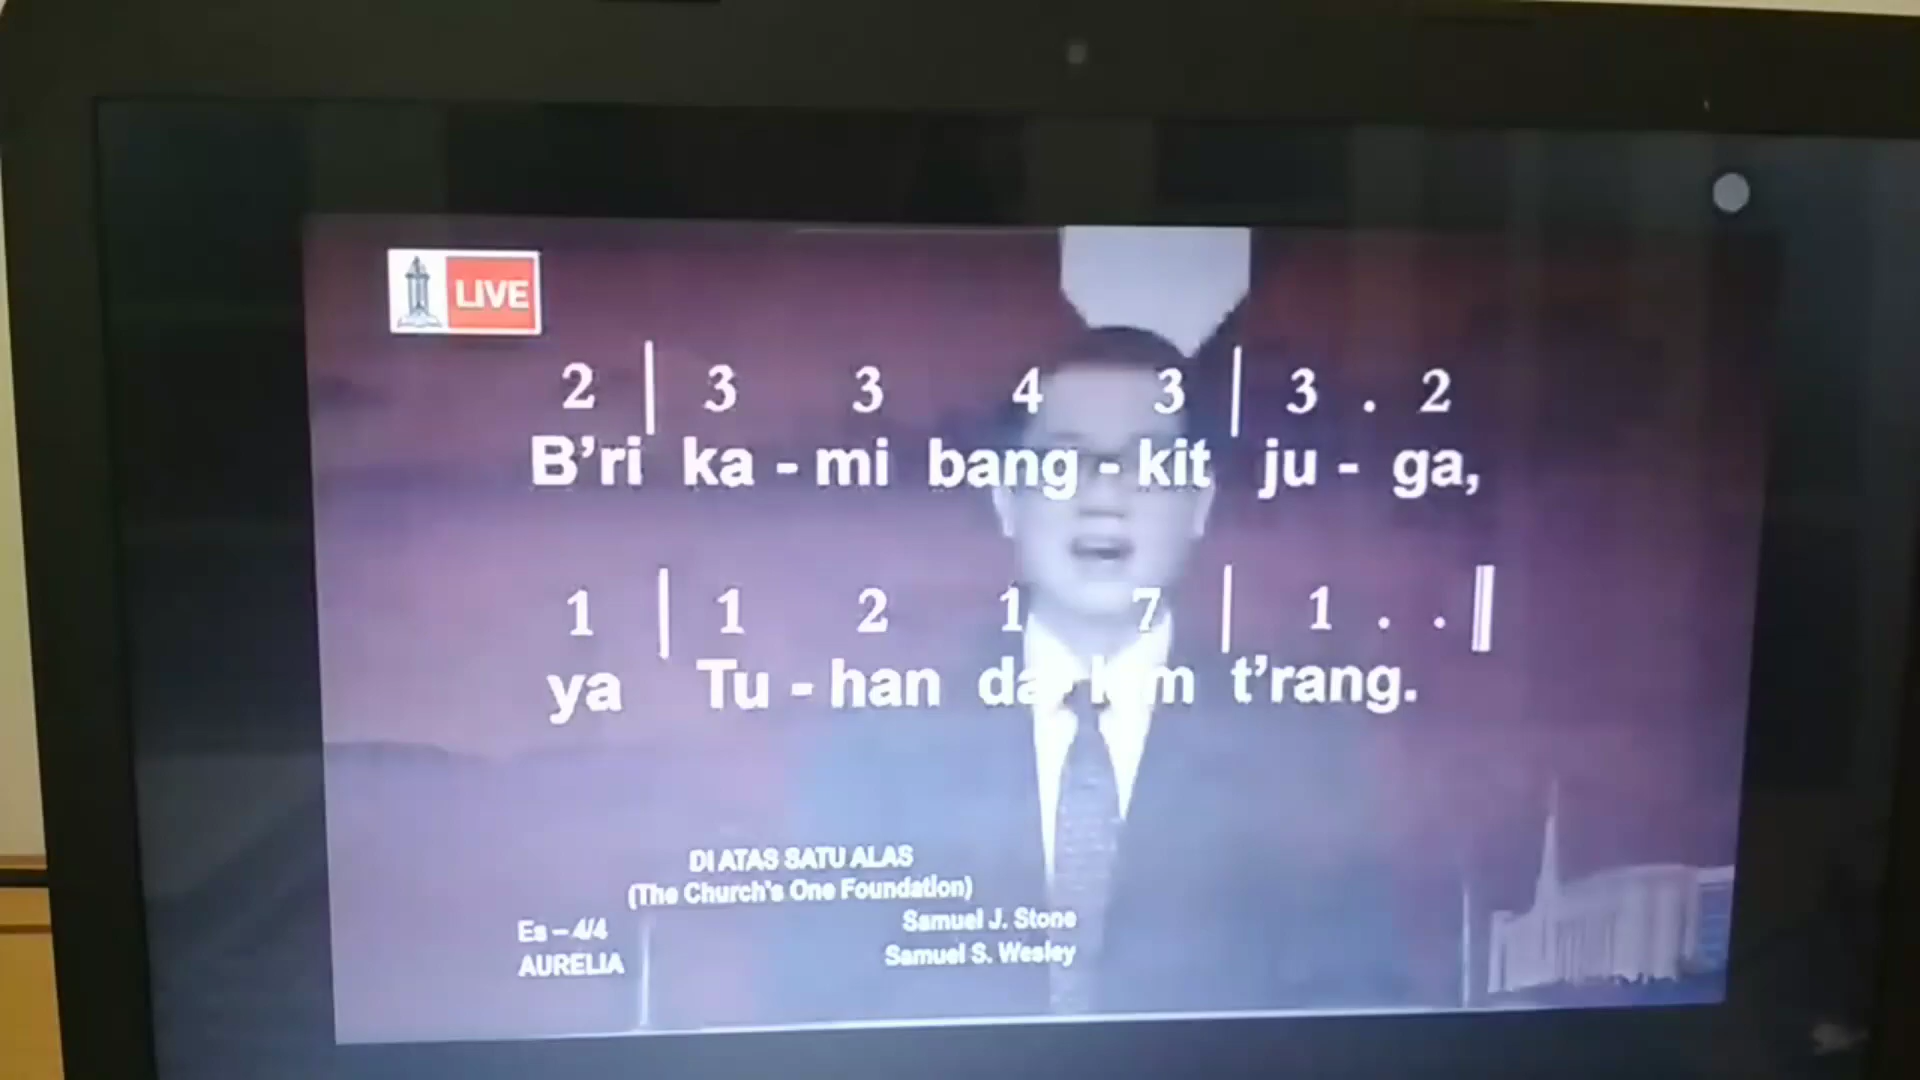 LIVE
2 | 3 3 4 3 | 3 . 2
B’ri ka - mi bang - kit ju - ga,
1 | 1 2 1 7 | 1 . . ‖
ya Tu - han t’rang.
DI ATAS SATU ALAS
(The Church's One Foundation)
Es – 4/4
Samuel J. Stone
AURELIA
Samuel S. Wesley